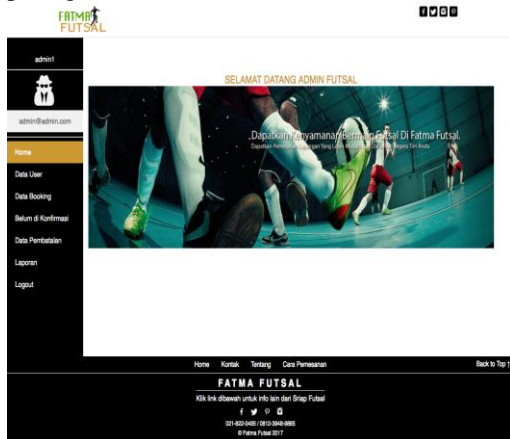 FATMA
FUTSAL
admin1
admin@admin.com
Home
Data User
Data Booking
Belum di Konfirmasi
Data Pembatalan
Laporan
Logout
SELAMAT DATANG ADMIN FUTSAL
Dapatkan Kenyamanan Bermain Futsal Di Fatma Futsal.
Home Kontak Tentang Cara Pemesanan Back to Top ↑
FATMA FUTSAL
Klik link dibawah untuk info lain dari Sriap Futsal
© Fatma Futsal 2017